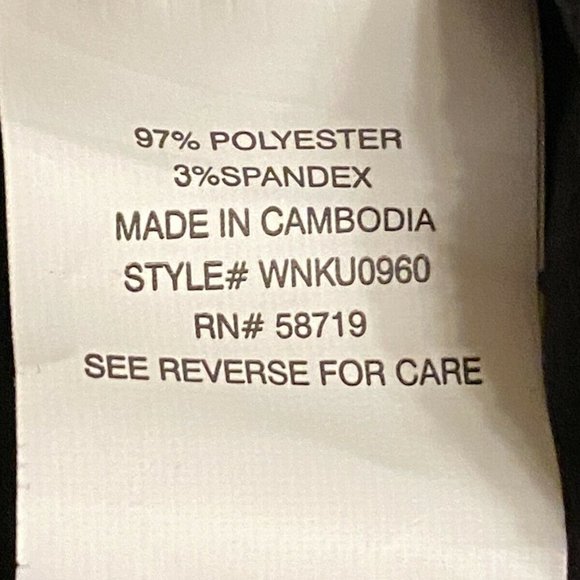 97% POLYESTER
3%SPANDEX
MADE IN CAMBODIA
STYLE# WNKU0960
RN# 58719
SEE REVERSE FOR CARE